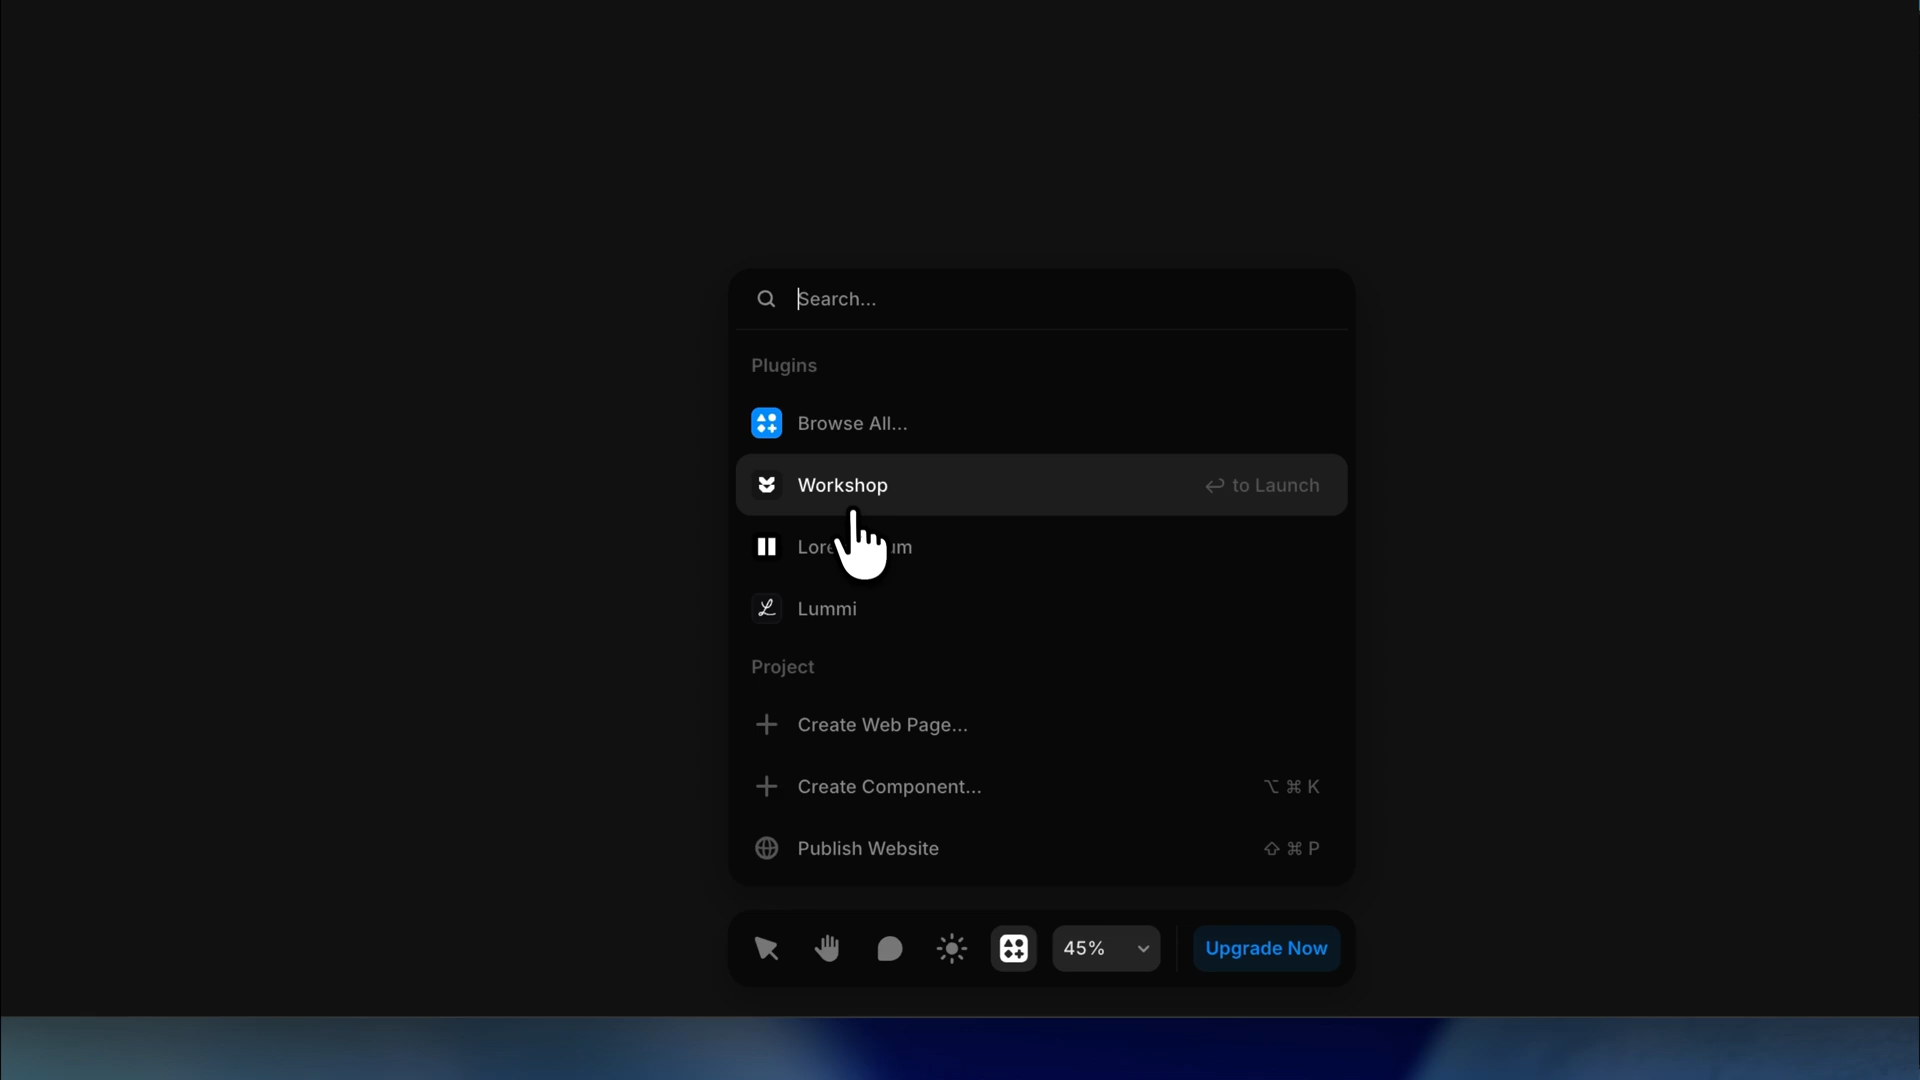 Search...
Plugins
Browse All...
Workshop
to Launch
Lummi
Project
Create Web Page...
Create Component...
⌥ ⌘ K
Publish Website
⇧ ⌘ P
45%
Upgrade Now